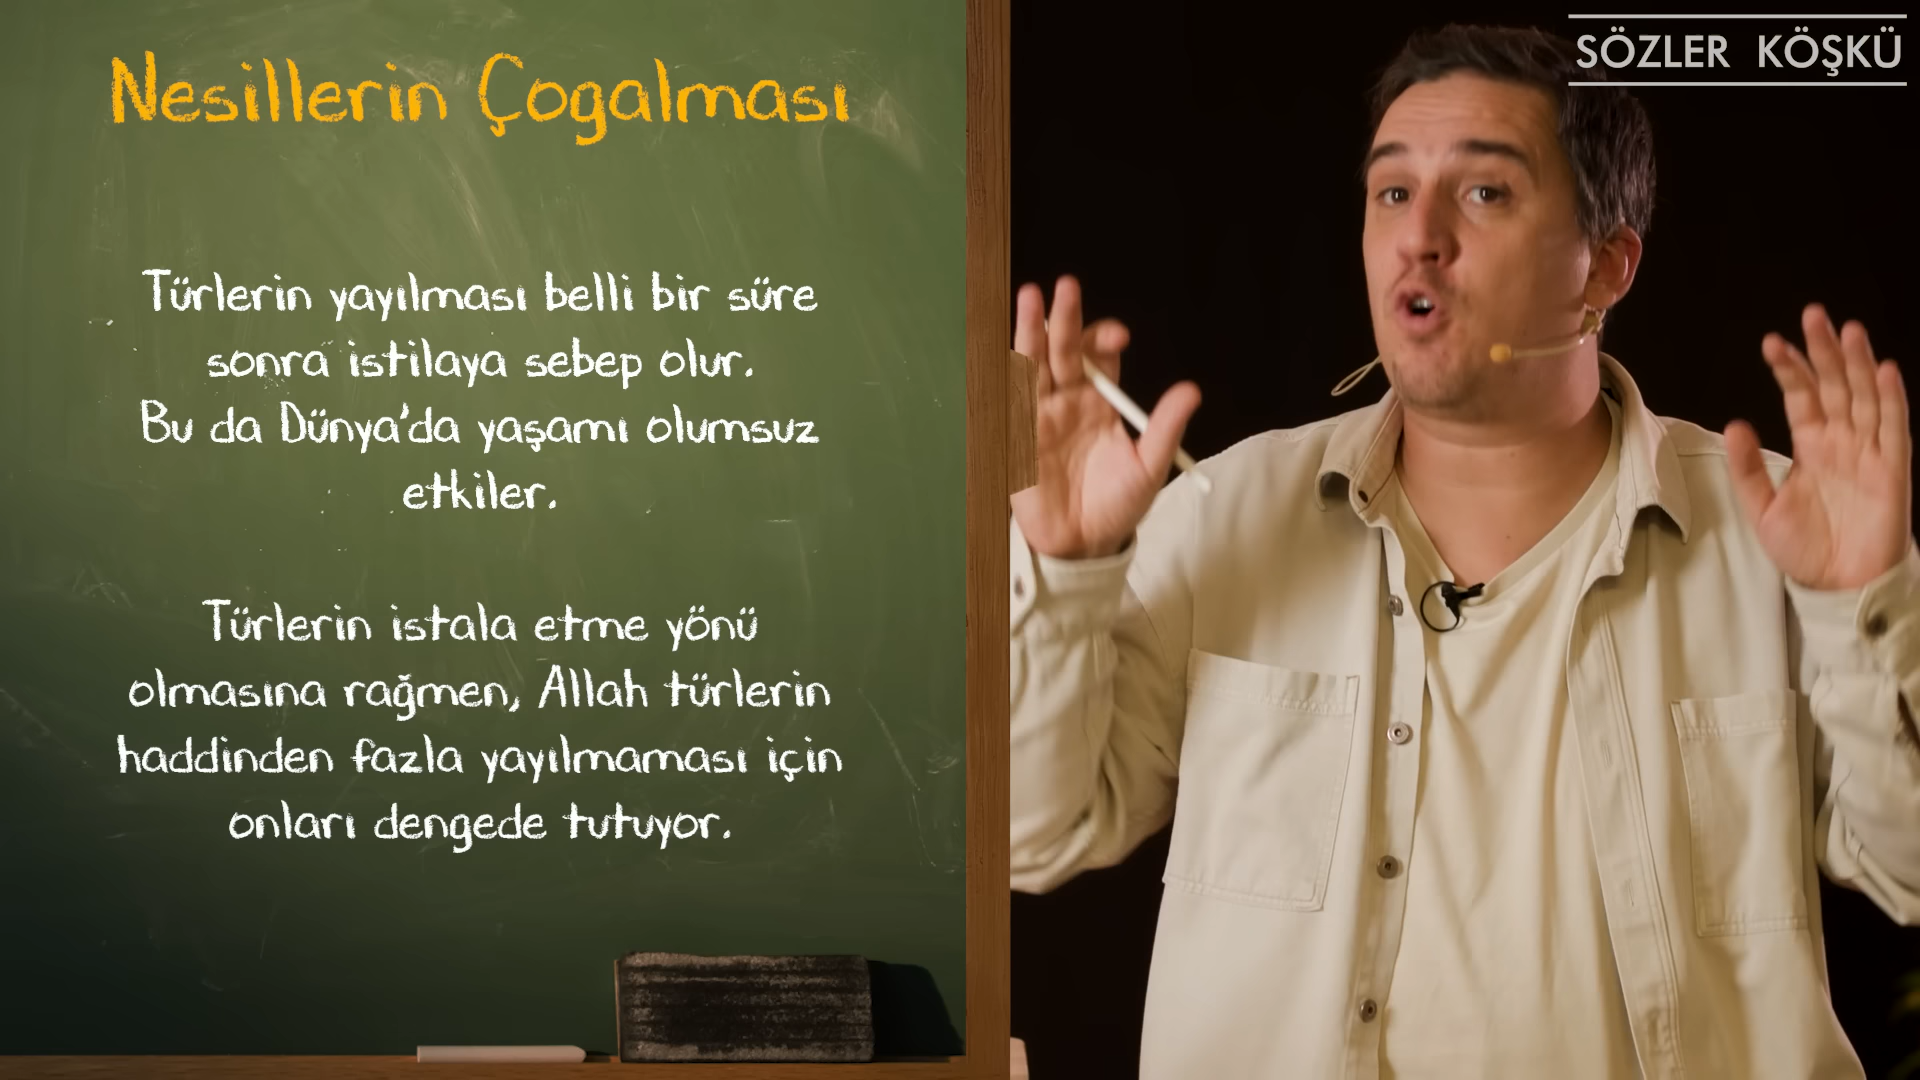 Nesillerin Çogalması
SÖZLER KÖŞKÜ
Türlerin yayılması belli bir süre
sonra istilaya sebep olur.
Bu da Dünya'da yaşamı olumsuz
etkiler.
Türlerin istala etme yönü
olmasına rağmen, Allah türlerin
haddinden fazla yayılmaması için
onları dengede tutuyor.